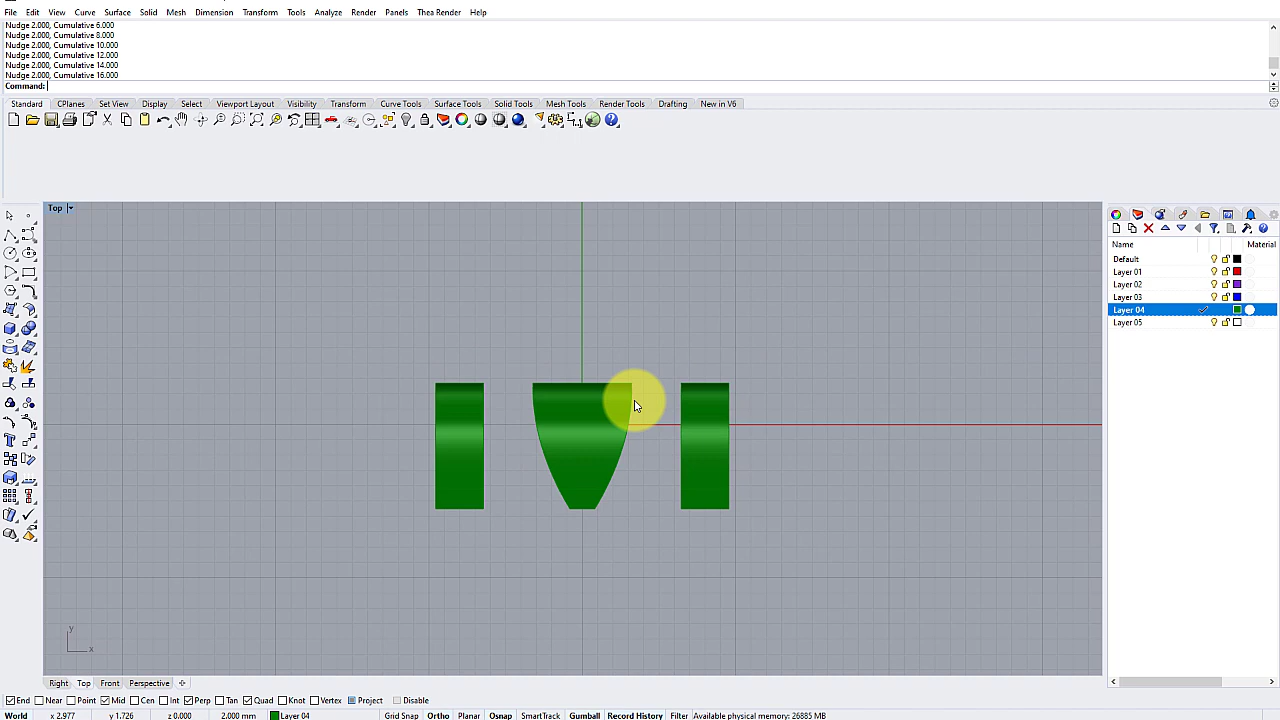 File Edit View Curve Surface Solid Mesh Dimension Transform Tools Analyze Render Panels Thea Render Help
Nudge 2.000, Cumulative 6.000
Nudge 2.000, Cumulative 8.000
Nudge 2.000, Cumulative 10.000
Nudge 2.000, Cumulative 12.000
Nudge 2.000, Cumulative 14.000
Nudge 2.000, Cumulative 16.000
Command:
Standard CPlanes Set View Display Select Viewport Layout Visibility Transform Curve Tools Surface Tools Solid Tools Mesh Tools Render Tools Drafting New in V6
Top
Name Material
Default
Layer 01
Layer 02
Layer 03
Layer 04
Layer 05
y
x
Right Top Front Perspective
End Near Point Mid Cen Int Perp Tan Quad Knot Vertex Project Disable
World x 2.977 y 1.726 z 0.000 2.000 mm Layer 04 Grid Snap Ortho Planar Osnap SmartTrack Gumball Record History Filter Available physical memory: 26885 MB